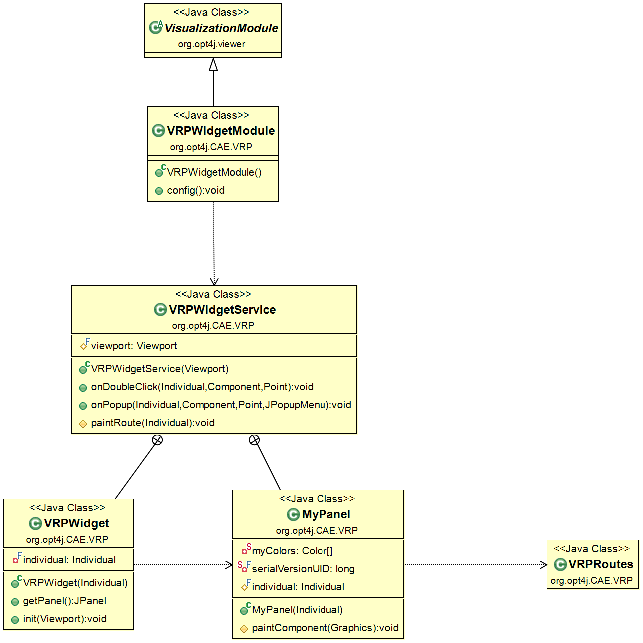 <<Java Class>>
VisualizationModule
org.opt4j.viewer
<<Java Class>>
VRPWidgetModule
org.opt4j.CAE.VRP
VRPWidgetModule()
config():void
<<Java Class>>
VRPWidgetService
org.opt4j.CAE.VRP
viewport: Viewport
VRPWidgetService(Viewport)
onDoubleClick(Individual,Component,Point):void
onPopup(Individual,Component,Point,JPopupMenu):void
paintRoute(Individual):void
<<Java Class>>
VRPWidget
org.opt4j.CAE.VRP
individual: Individual
VRPWidget(Individual)
getPanel():JPanel
init(Viewport):void
<<Java Class>>
MyPanel
org.opt4j.CAE.VRP
myColors: Color[]
serialVersionUID: long
individual: Individual
MyPanel(Individual)
paintComponent(Graphics):void
<<Java Class>>
VRPRoutes
org.opt4j.CAE.VRP